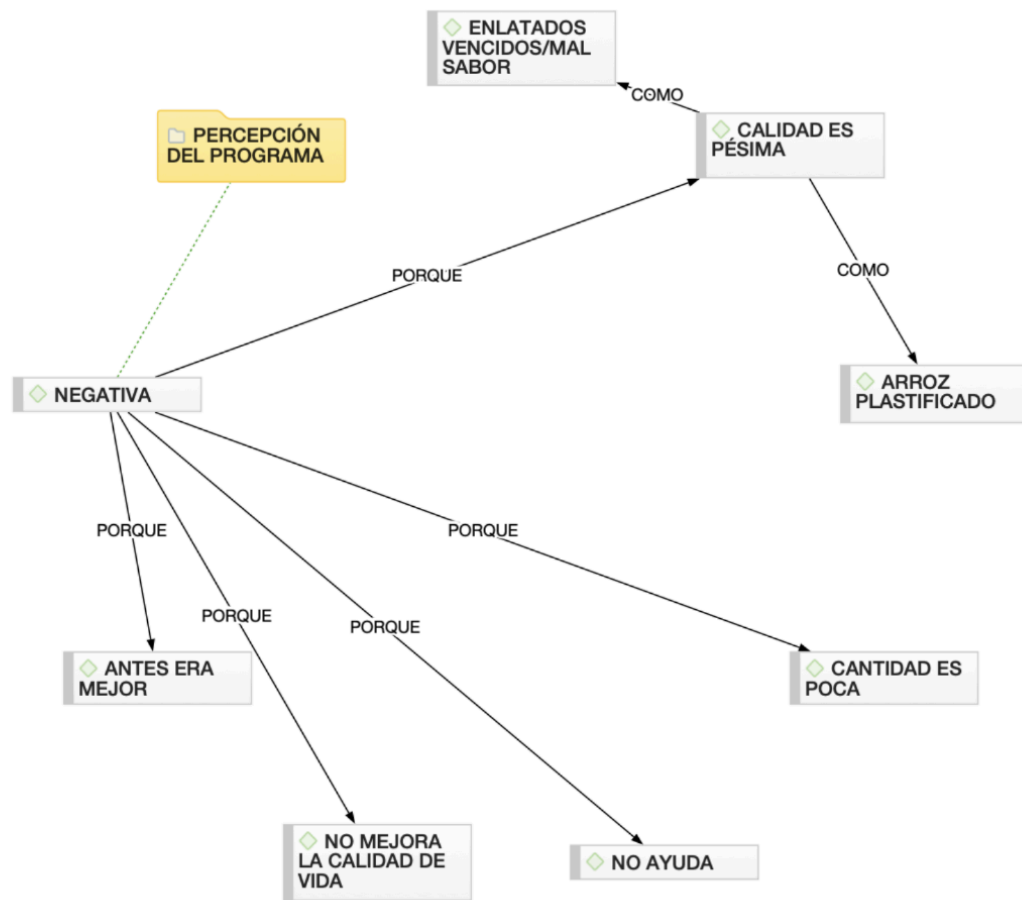 ENLATADOS
VENCIDOS/MAL
SABOR
COMO
CALIDAD ES
PÉSIMA
PERCEPCIÓN
DEL PROGRAMA
PORQUE
COMO
ARROZ
PLASTIFICADO
NEGATIVA
PORQUE
PORQUE
PORQUE
PORQUE
ANTES ERA
MEJOR
CANTIDAD ES
POCA
NO MEJORA
LA CALIDAD DE
VIDA
NO AYUDA